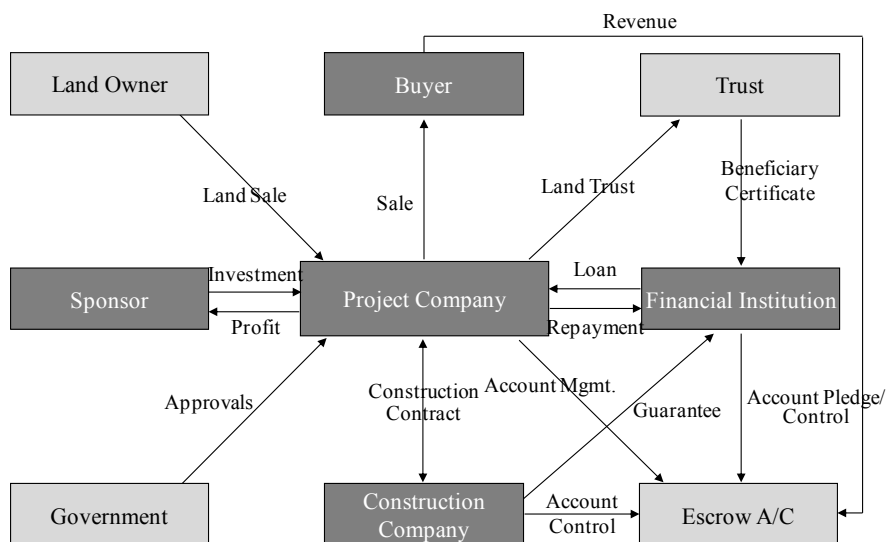 Revenue
Land Owner
Buyer
Trust
Land Sale
Sale
Land Trust
Beneficiary
Certificate
Sponsor
Investment
Profit
Project Company
Loan
Repayment
Financial Institution
Approvals
Construction
Contract
Account Mgmt.
Guarantee
Account Pledge/
Control
Government
Construction
Company
Account
Control
Escrow A/C